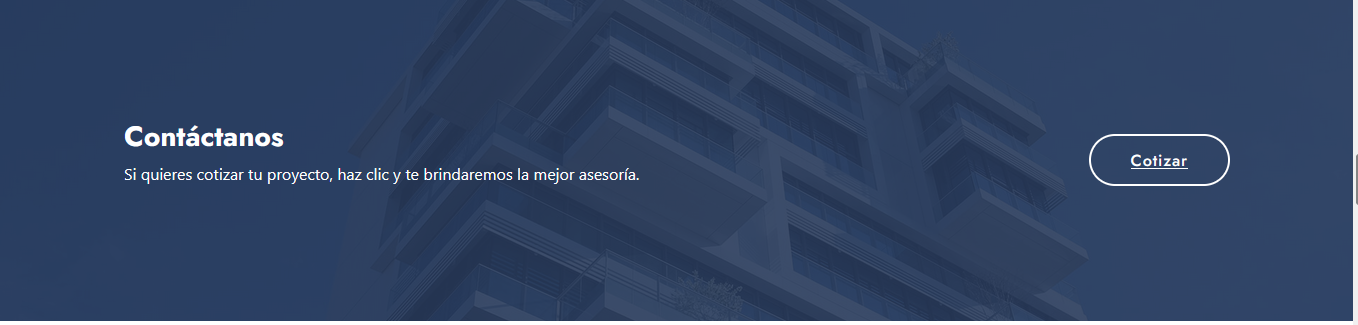 Contáctanos
Si quieres cotizar tu proyecto, haz clic y te brindaremos la mejor asesoría.
Cotizar